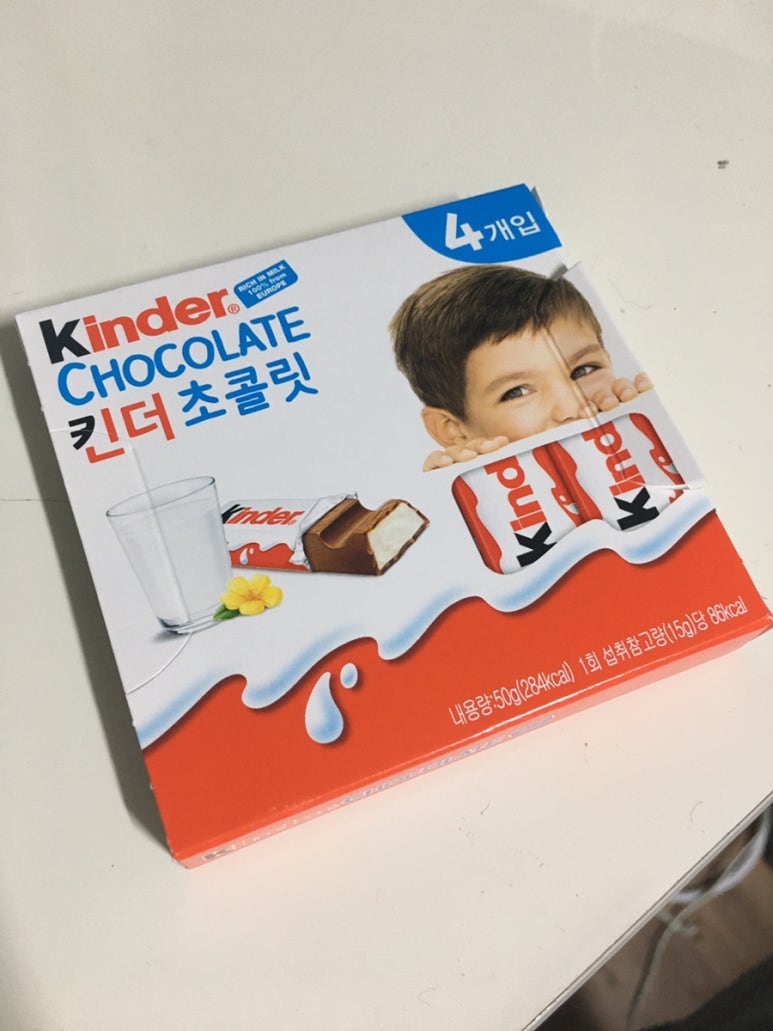 4개입
Kinder®
RICH IN MILK
100% from
EUROPE
CHOCOLATE
킨더 초콜릿
Kinder
Kind
Kind
내용량:50g(284kcal) 1회 섭취참고량(15g)당 86kcal